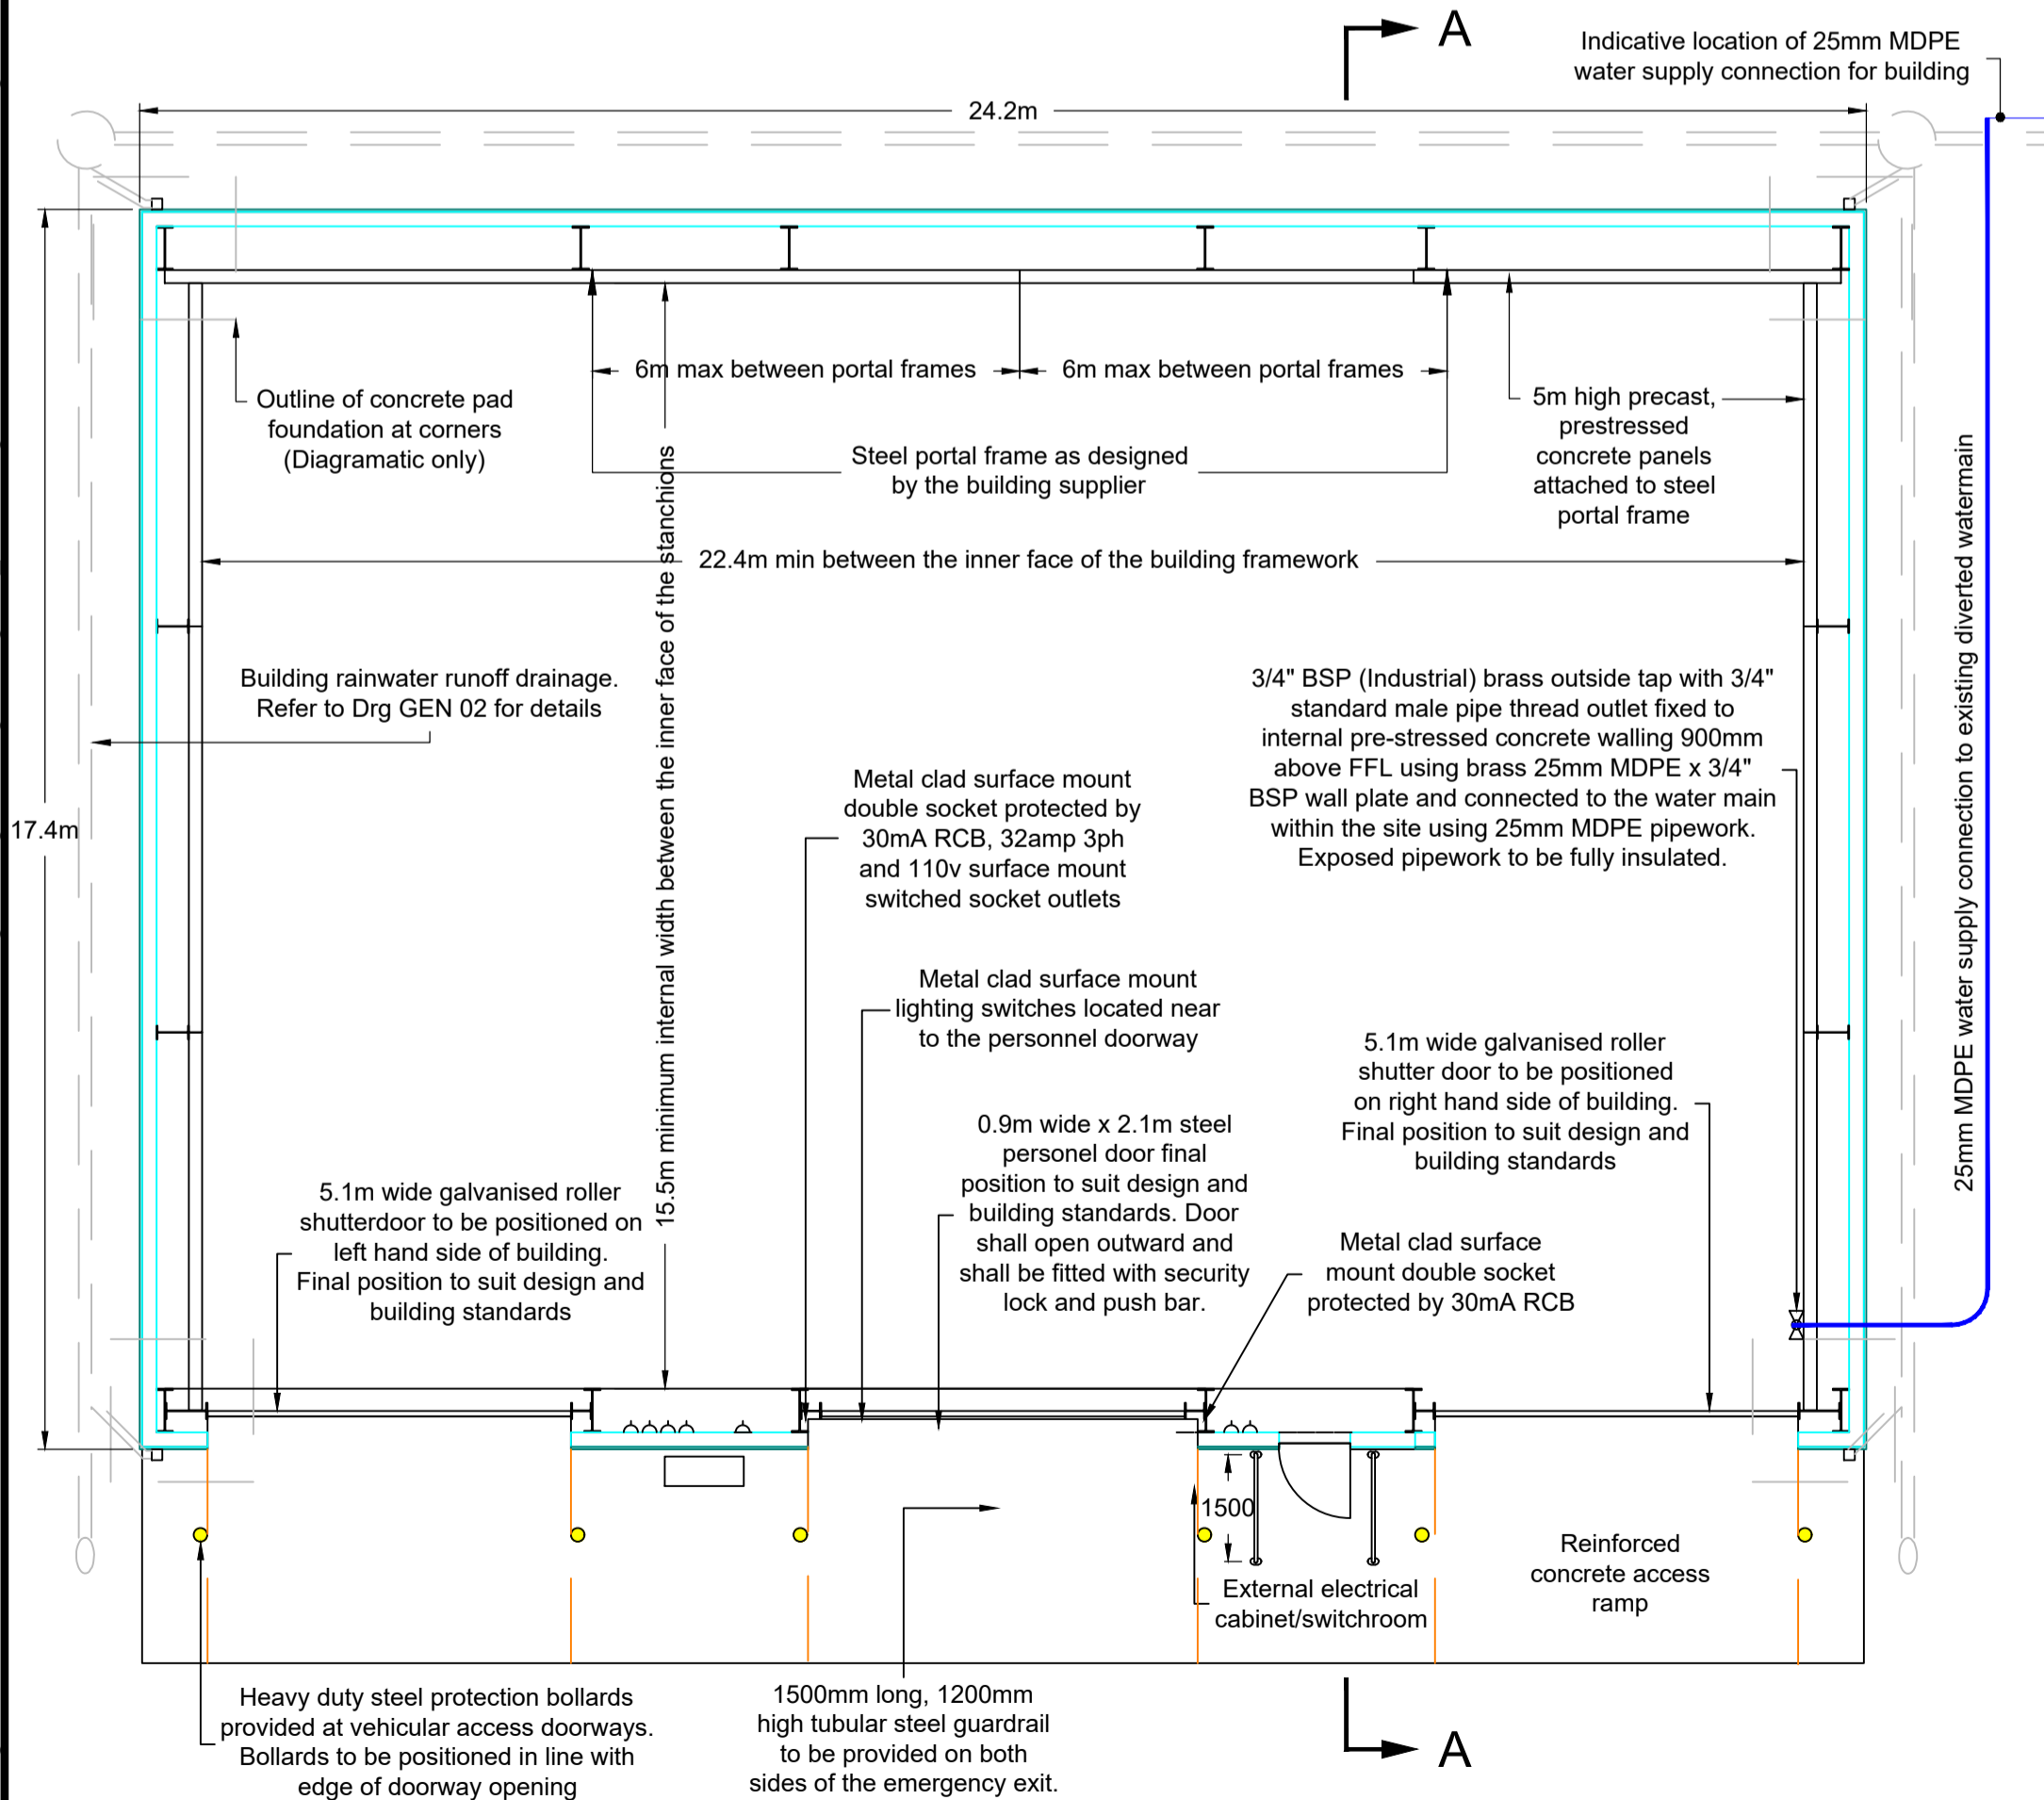 A
Indicative location of 25mm MDPE
water supply connection for building
24.2m
6m max between portal frames
6m max between portal frames
Outline of concrete pad
foundation at corners
(Diagramatic only)
5m high precast,
prestressed
concrete panels
attached to steel
portal frame
Steel portal frame as designed
by the building supplier
22.4m min between the inner face of the building framework
15.5m minimum internal width between the inner face of the stanchions
25mm MDPE water supply connection to existing diverted watermain
Building rainwater runoff drainage.
Refer to Drg GEN 02 for details
3/4" BSP (Industrial) brass outside tap with 3/4"
standard male pipe thread outlet fixed to
internal pre-stressed concrete walling 900mm
above FFL using brass 25mm MDPE x 3/4"
BSP wall plate and connected to the water main
within the site using 25mm MDPE pipework.
Exposed pipework to be fully insulated.
17.4m
Metal clad surface mount
double socket protected by
30mA RCB, 32amp 3ph
and 110v surface mount
switched socket outlets
Metal clad surface mount
lighting switches located near
to the personnel doorway
5.1m wide galvanised roller
shutter door to be positioned
on right hand side of building.
Final position to suit design and
building standards
0.9m wide x 2.1m steel
personel door final
position to suit design and
building standards. Door
shall open outward and
shall be fitted with security
lock and push bar.
5.1m wide galvanised roller
shutterdoor to be positioned on
left hand side of building.
Final position to suit design and
building standards
Metal clad surface
mount double socket
protected by 30mA RCB
1500
External electrical
cabinet/switchroom
Reinforced
concrete access
ramp
Heavy duty steel protection bollards
provided at vehicular access doorways.
Bollards to be positioned in line with
edge of doorway opening
1500mm long, 1200mm
high tubular steel guardrail
to be provided on both
sides of the emergency exit.
A